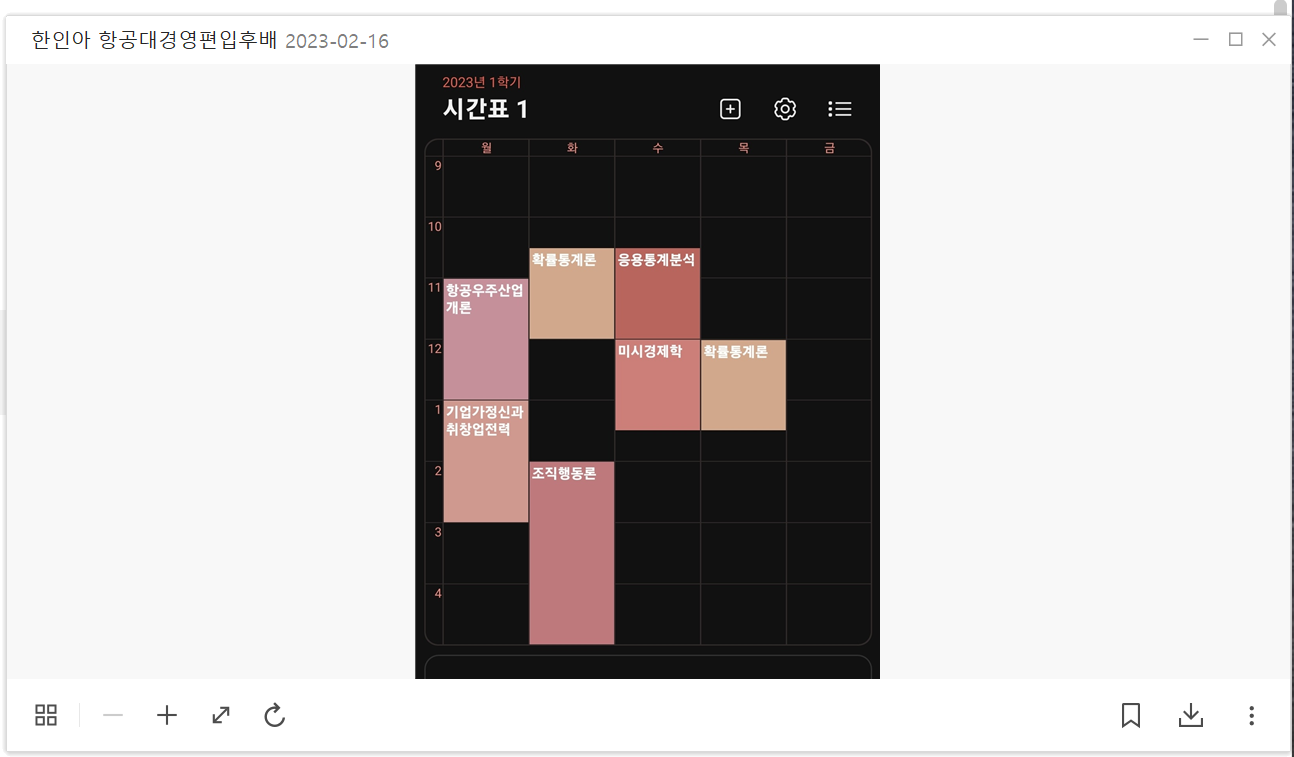 한인아 항공대경영편입후배 2023-02-16
2023년 1학기
시간표 1
월 화 수 목 금
9
10
확률통계론 응용통계분석
11
항공우주산업
개론
12
미시경제학 확률통계론
1
기업가정신과
취창업전력
2
조직행동론
3
4